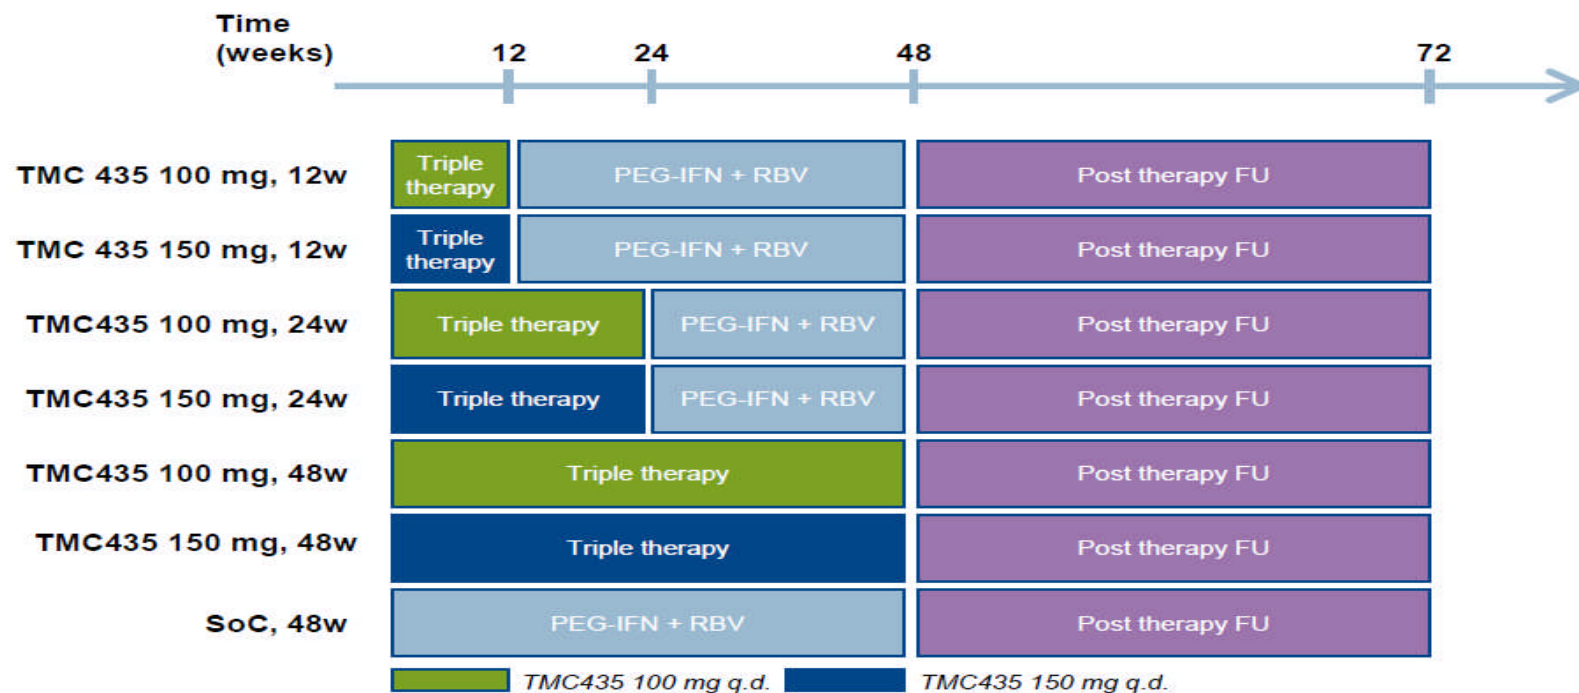 Time
(weeks)
12 24 48 72
TMC 435 100 mg, 12w
Triple
therapy
PEG-IFN + RBV
Post therapy FU
TMC 435 150 mg, 12w
Triple
therapy
PEG-IFN + RBV
Post therapy FU
TMC435 100 mg, 24w
Triple therapy
PEG-IFN + RBV
Post therapy FU
TMC435 150 mg, 24w
Triple therapy
PEG-IFN + RBV
Post therapy FU
TMC435 100 mg, 48w
Triple therapy
Post therapy FU
TMC435 150 mg, 48w
Triple therapy
Post therapy FU
SoC, 48w
PEG-IFN + RBV
Post therapy FU
TMC435 100 mg q.d.
TMC435 150 mg q.d.